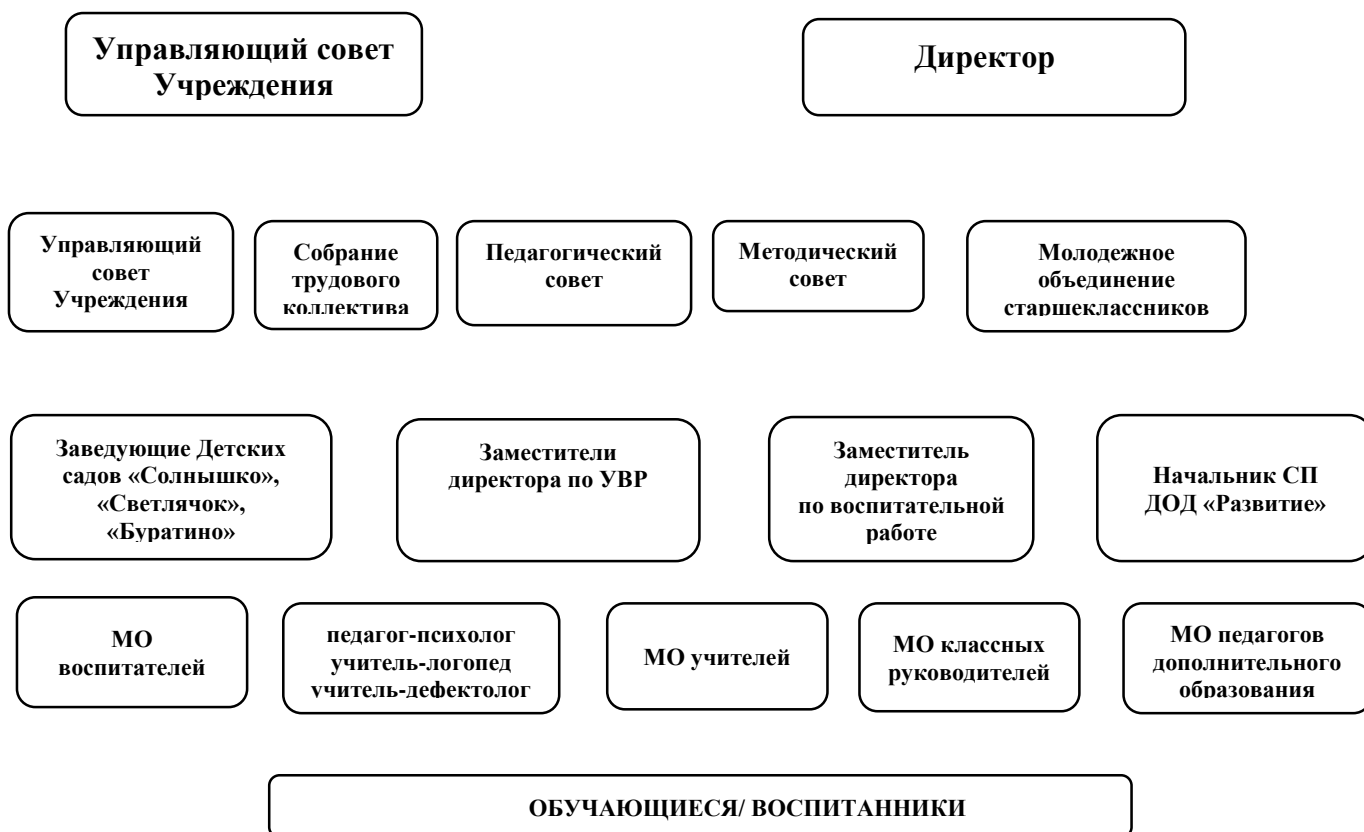 Управляющий совет
Учреждения
Директор
Управляющий
совет
Учреждения
Собрание
трудового
коллектива
Педагогический
совет
Методический
совет
Молодежное
объединение
старшеклассников
Заведующие Детских
садов «Солнышко»,
«Светлячок»,
«Буратино»
Заместители
директора по УВР
Заместитель
директора
по воспитательной
работе
Начальник СП
ДОД «Развитие»
МО
воспитателей
педагог-психолог
учитель-логопед
учитель-дефектолог
МО учителей
МО классных
руководителей
МО педагогов
дополнительного
образования
ОБУЧАЮЩИЕСЯ/ ВОСПИТАННИКИ